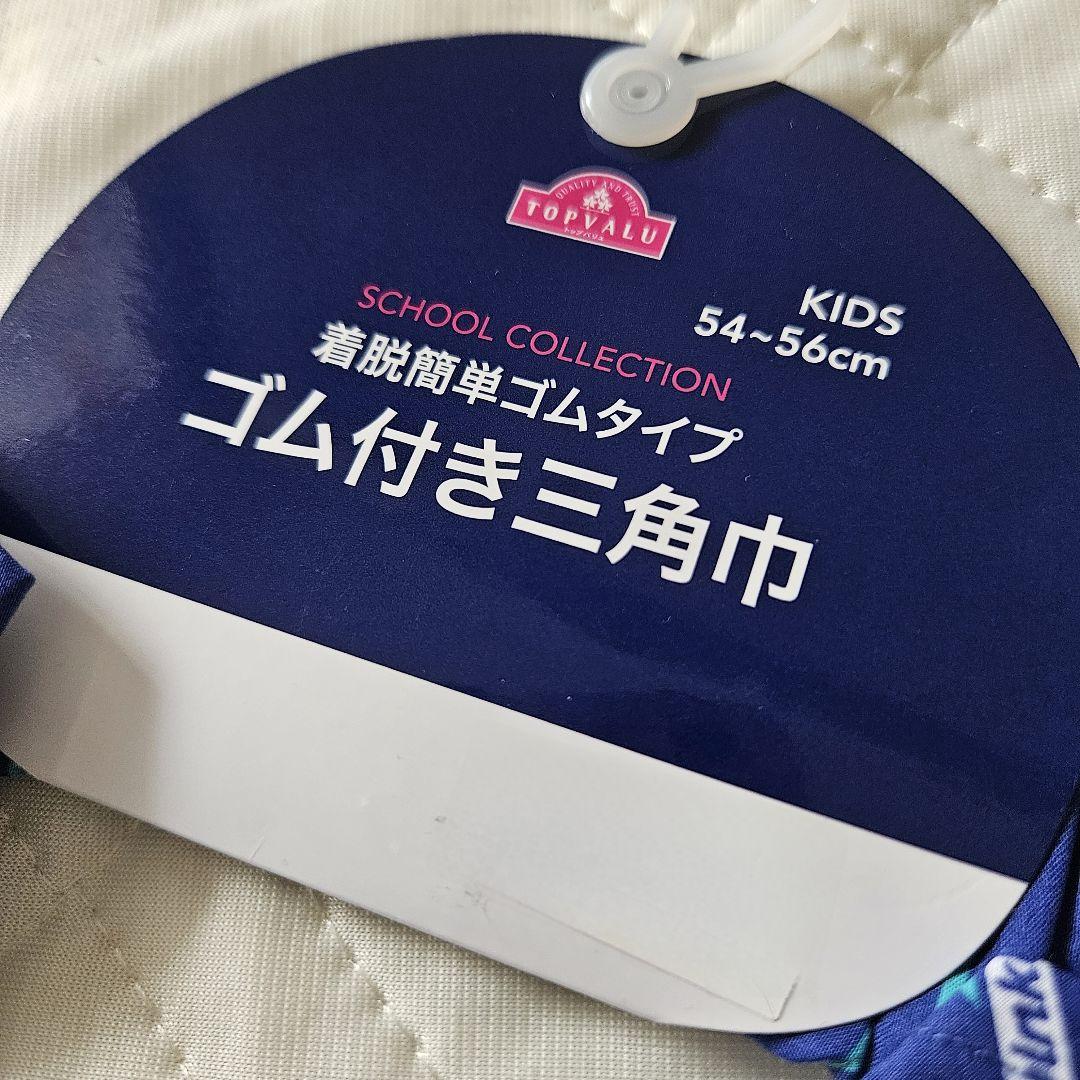 QUALITY AND TRUST
TOPVALU
トップバリュ
KIDS
54~56cm
SCHOOL COLLECTION
着脱簡単ゴムタイプ
ゴム付き三角巾